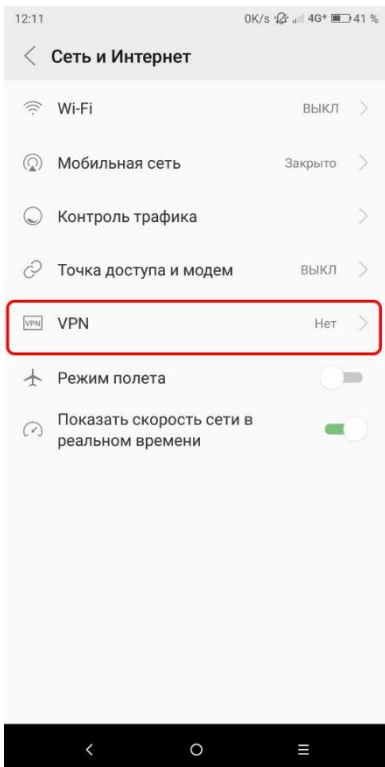 12:11 0K/s 4G+ 41 %
Сеть и Интернет
Wi-Fi ВЫКЛ
Мобильная сеть Закрыто
Контроль трафика
Точка доступа и модем ВЫКЛ
VPN VPN Нет
Режим полета
Показать скорость сети в
реальном времени